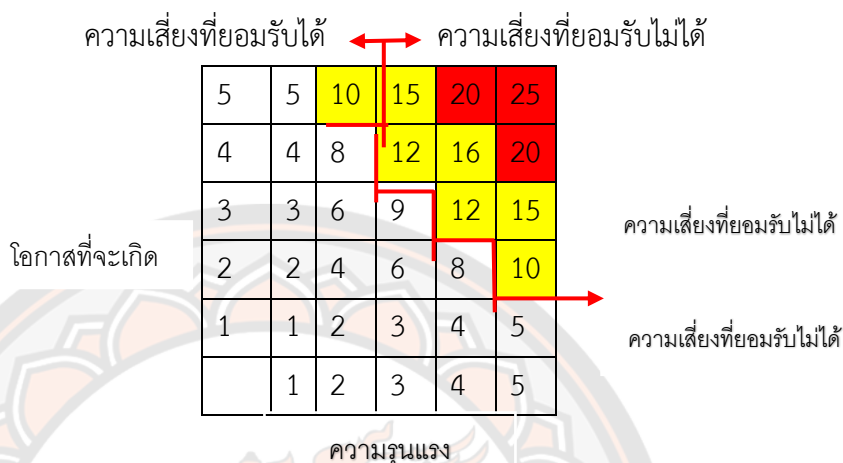 ความเสี่ยงที่ยอมรับได้ ความเสี่ยงที่ยอมรับไม่ได้
5 5 10 15 20 25
4 4 8 12 16 20
3 3 6 9 12 15
ความเสี่ยงที่ยอมรับไม่ได้
โอกาสที่จะเกิด
2 2 4 6 8 10
1 1 2 3 4 5
ความเสี่ยงที่ยอมรับไม่ได้
1 2 3 4 5
ความรุนแรง